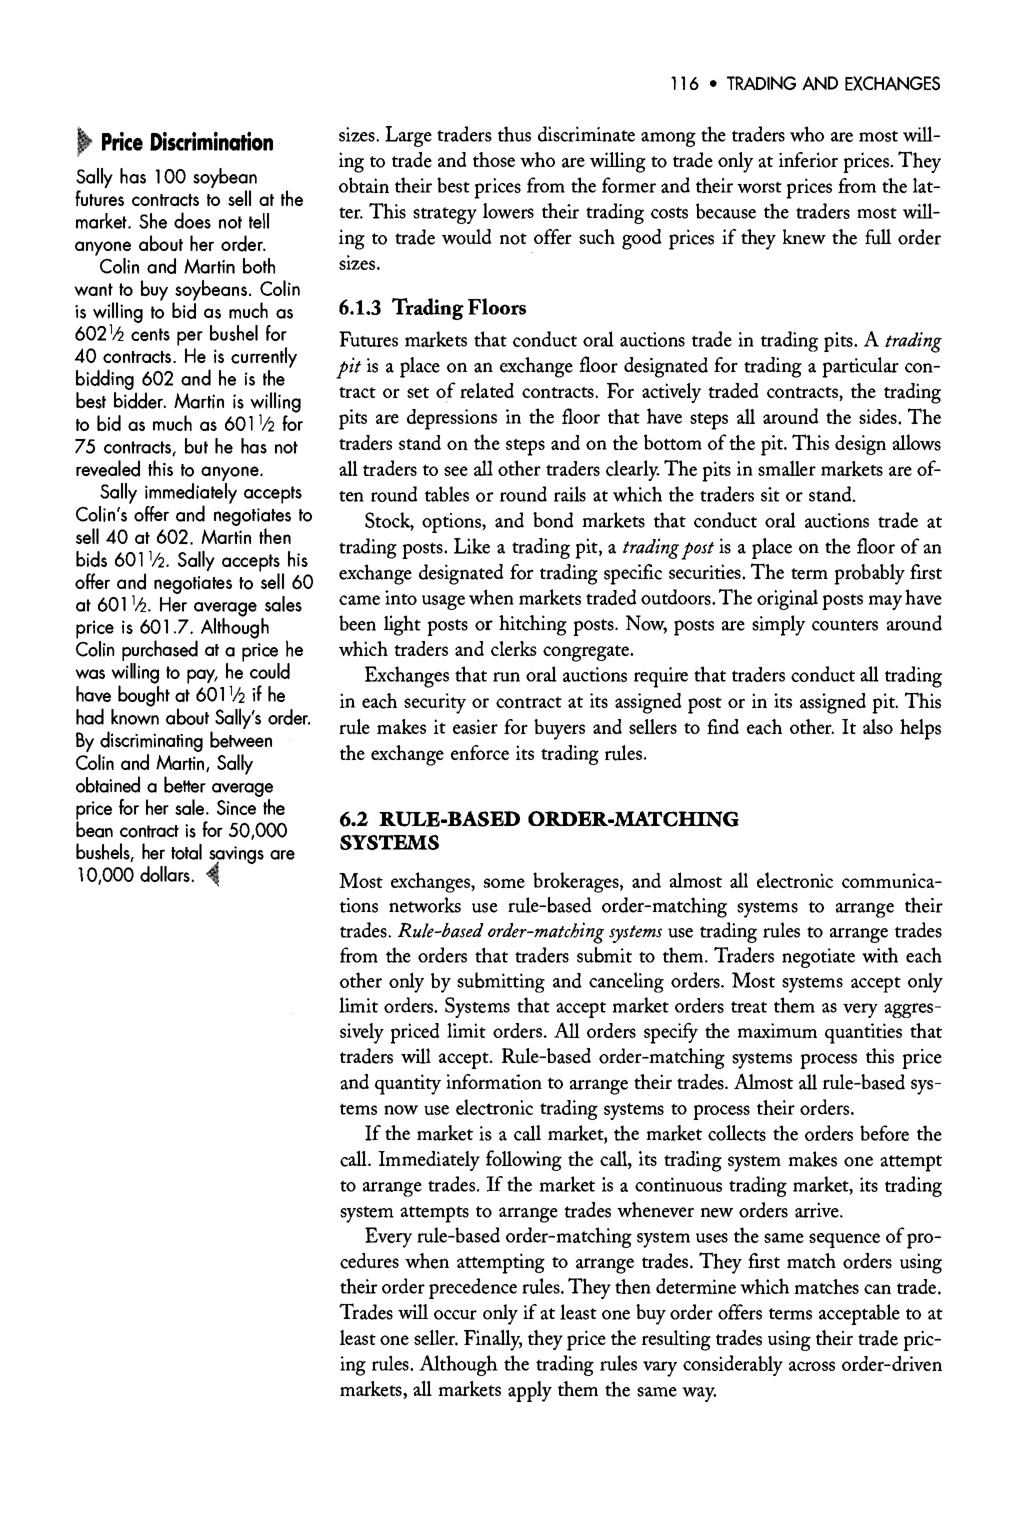 116 • TRADING AND EXCHANGES
Price Discrimination
Sally has 100 soybean
futures contracts to sell at the
market. She does not tell
anyone about her order.
Colin and Martin both
want to buy soybeans. Colin
is willing to bid as much as
602½ cents per bushel for
40 contracts. He is currently
bidding 602 and he is the
best bidder. Martin is willing
to bid as much as 601½ for
75 contracts, but he has not
revealed this to anyone.
Sally immediately accepts
Colin's offer and negotiates to
sell 40 at 602. Martin then
bids 601½. Sally accepts his
offer and negotiates to sell 60
at 601½. Her average sales
price is 601.7. Although
Colin purchased at a price he
was willing to pay, he could
have bought at 601½ if he
had known about Sally's order.
By discriminating between
Colin and Martin, Sally
obtained a better average
price for her sale. Since the
bean contract is for 50,000
bushels, her total savings are
10,000 dollars.
sizes. Large traders thus discriminate among the traders who are most will-
ing to trade and those who are willing to trade only at inferior prices. They
obtain their best prices from the former and their worst prices from the lat-
ter. This strategy lowers their trading costs because the traders most will-
ing to trade would not offer such good prices if they knew the full order
sizes.
6.1.3 Trading Floors
Futures markets that conduct oral auctions trade in trading pits. A trading
pit is a place on an exchange floor designated for trading a particular con-
tract or set of related contracts. For actively traded contracts, the trading
pits are depressions in the floor that have steps all around the sides. The
traders stand on the steps and on the bottom of the pit. This design allows
all traders to see all other traders clearly. The pits in smaller markets are of-
ten round tables or round rails at which the traders sit or stand.
Stock, options, and bond markets that conduct oral auctions trade at
trading posts. Like a trading pit, a trading post is a place on the floor of an
exchange designated for trading specific securities. The term probably first
came into usage when markets traded outdoors. The original posts may have
been light posts or hitching posts. Now, posts are simply counters around
which traders and clerks congregate.
Exchanges that run oral auctions require that traders conduct all trading
in each security or contract at its assigned post or in its assigned pit. This
rule makes it easier for buyers and sellers to find each other. It also helps
the exchange enforce its trading rules.
6.2 RULE-BASED ORDER-MATCHING
SYSTEMS
Most exchanges, some brokerages, and almost all electronic communica-
tions networks use rule-based order-matching systems to arrange their
trades. Rule-based order-matching systems use trading rules to arrange trades
from the orders that traders submit to them. Traders negotiate with each
other only by submitting and canceling orders. Most systems accept only
limit orders. Systems that accept market orders treat them as very aggres-
sively priced limit orders. All orders specify the maximum quantities that
traders will accept. Rule-based order-matching systems process this price
and quantity information to arrange their trades. Almost all rule-based sys-
tems now use electronic trading systems to process their orders.
If the market is a call market, the market collects the orders before the
call. Immediately following the call, its trading system makes one attempt
to arrange trades. If the market is a continuous trading market, its trading
system attempts to arrange trades whenever new orders arrive.
Every rule-based order-matching system uses the same sequence of pro-
cedures when attempting to arrange trades. They first match orders using
their order precedence rules. They then determine which matches can trade.
Trades will occur only if at least one buy order offers terms acceptable to at
least one seller. Finally, they price the resulting trades using their trade pric-
ing rules. Although the trading rules vary considerably across order-driven
markets, all markets apply them the same way.